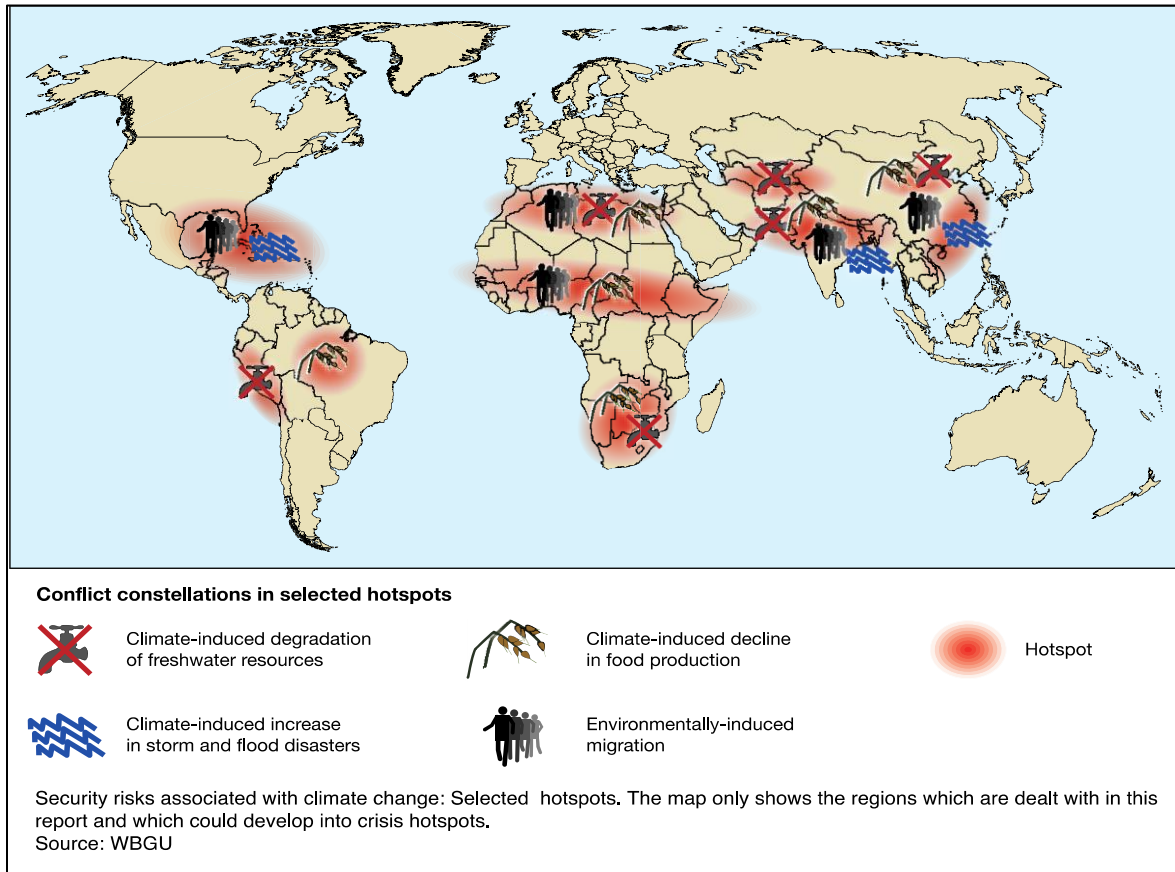 Conflict constellations in selected hotspots
Climate-induced degradation
of freshwater resources
Climate-induced decline
in food production
Hotspot
Climate-induced increase
in storm and flood disasters
Environmentally-induced
migration
Security risks associated with climate change: Selected hotspots. The map only shows the regions which are dealt with in this
report and which could develop into crisis hotspots.
Source: WBGU